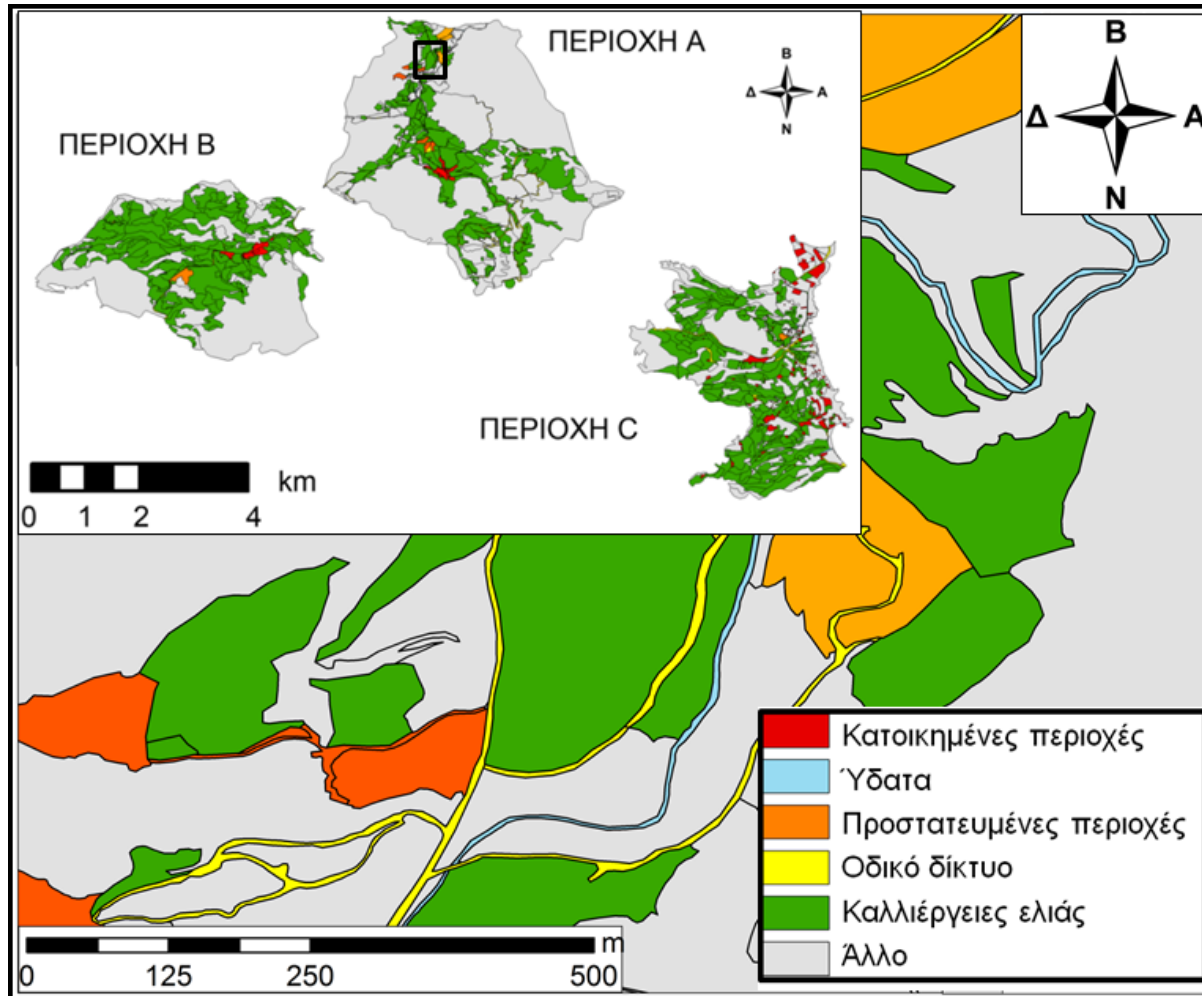 ΠΕΡΙΟΧΗ Α
ΠΕΡΙΟΧΗ Β
ΠΕΡΙΟΧΗ C
Β
Δ Α
Ν
Β
Δ Α
Ν
km
0 1 2 4
Κατοικημένες περιοχές
Ύδατα
Προστατευμένες περιοχές
Οδικό δίκτυο
Καλλιέργειες ελιάς
Άλλο
m
0 125 250 500